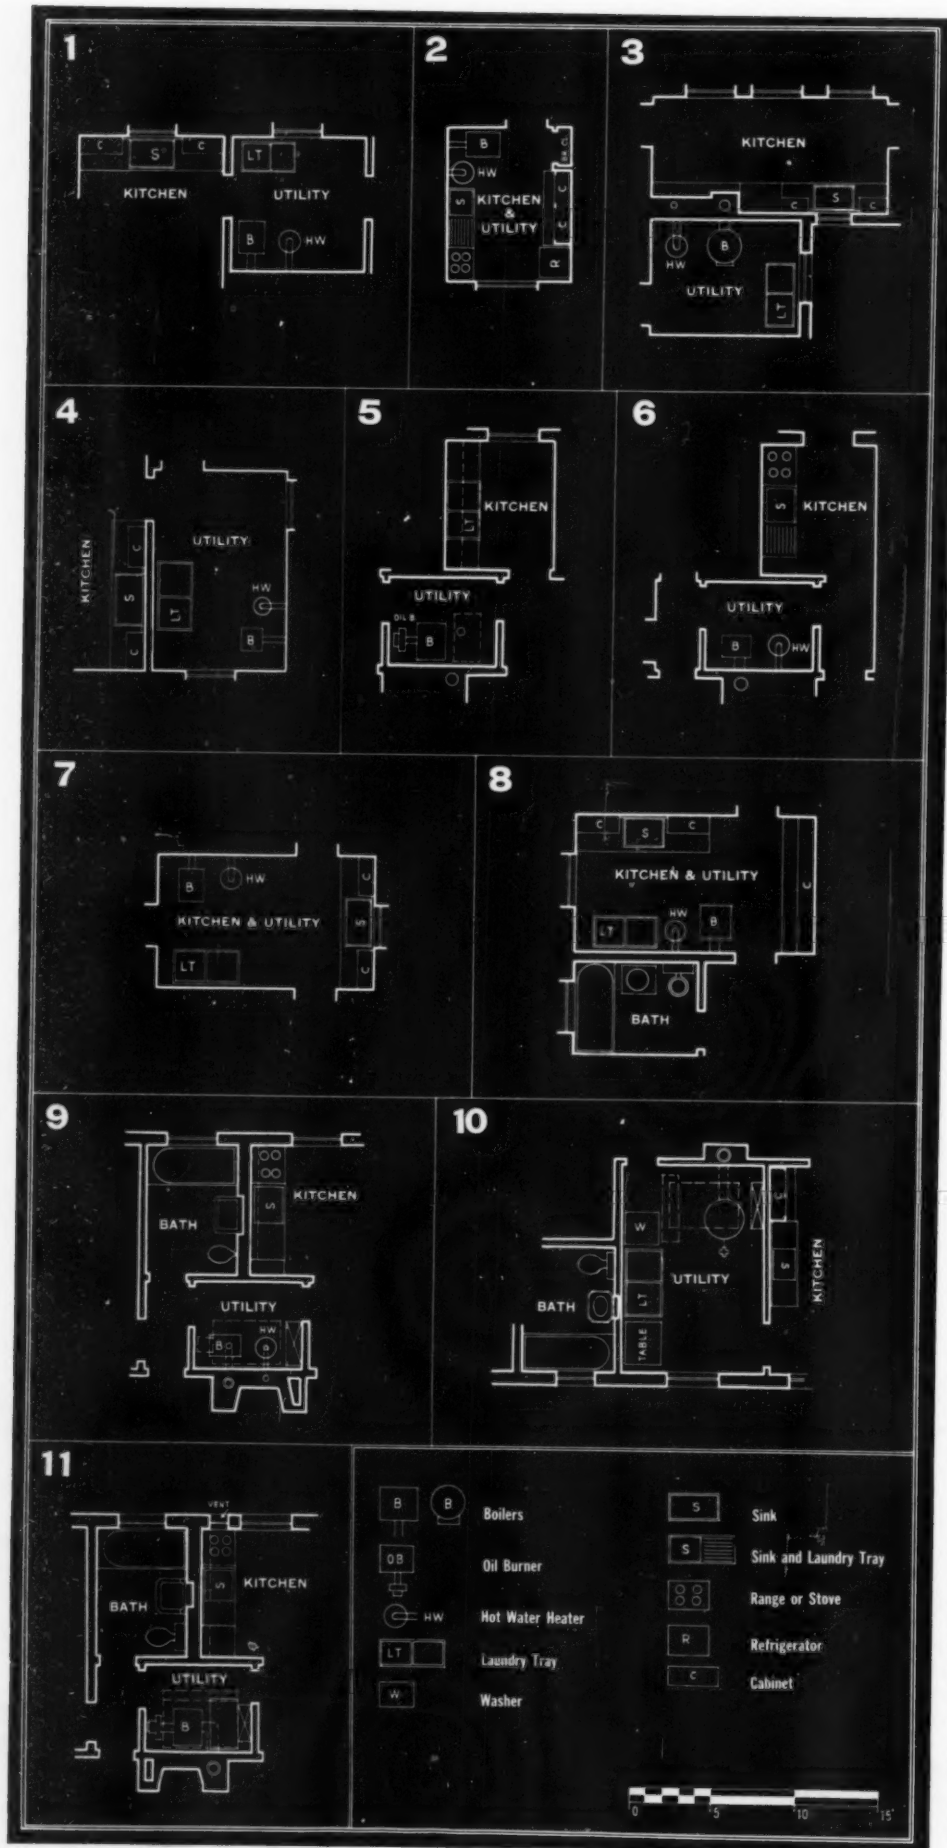 1
C
S
C
LT
KITCHEN
UTILITY
B
HW
2
B
BR.CL.
HW
S
C
KITCHEN
&
UTILITY
C
R
3
KITCHEN
S
C
C
HW
B
UTILITY
LT
4
UTILITY
C
KITCHEN
S
LT
HW
B
C
5
KITCHEN
LT
UTILITY
OIL B.
B
6
S
KITCHEN
UTILITY
B
HW
7
C
B
HW
KITCHEN & UTILITY
S
LT
C
8
C
S
C
KITCHEN & UTILITY
C
LT
HW
B
BATH
9
KITCHEN
S
BATH
UTILITY
B
HW
10
W
S
UTILITY
S
KITCHEN
BATH
LT
TABLE
11
VENT
S
KITCHEN
BATH
UTILITY
B
B
B
Boilers
OB
Oil Burner
HW
Hot Water Heater
LT
Laundry Tray
W
Washer
S
Sink
S
Sink and Laundry Tray
Range or Stove
R
Refrigerator
C
Cabinet
0 5 10 15